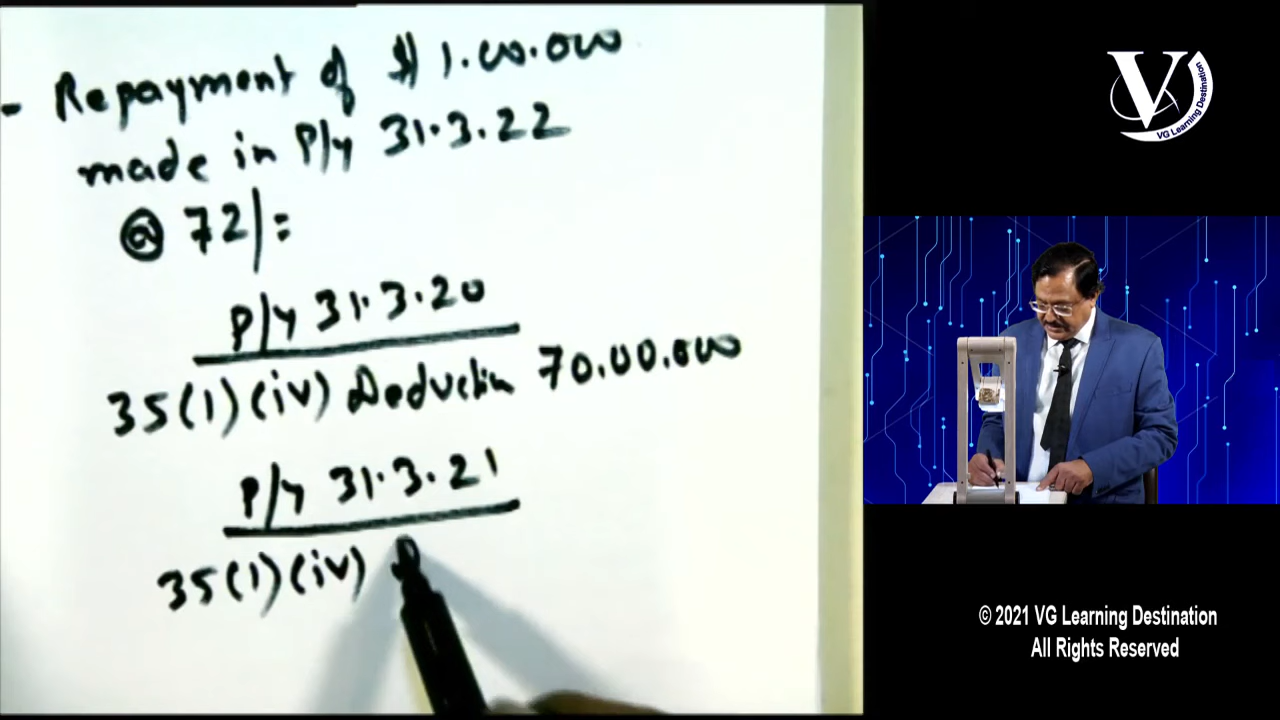 - Repayment of $ 1.00.000
made in P/y 31.3.22
@ 72/=
P/y 31.3.20
35(1)(iv) Deduction 70.00.000
P/y 31.3.21
35(1)(iv) D
V
VG Learning Destination
© 2021 VG Learning Destination
All Rights Reserved